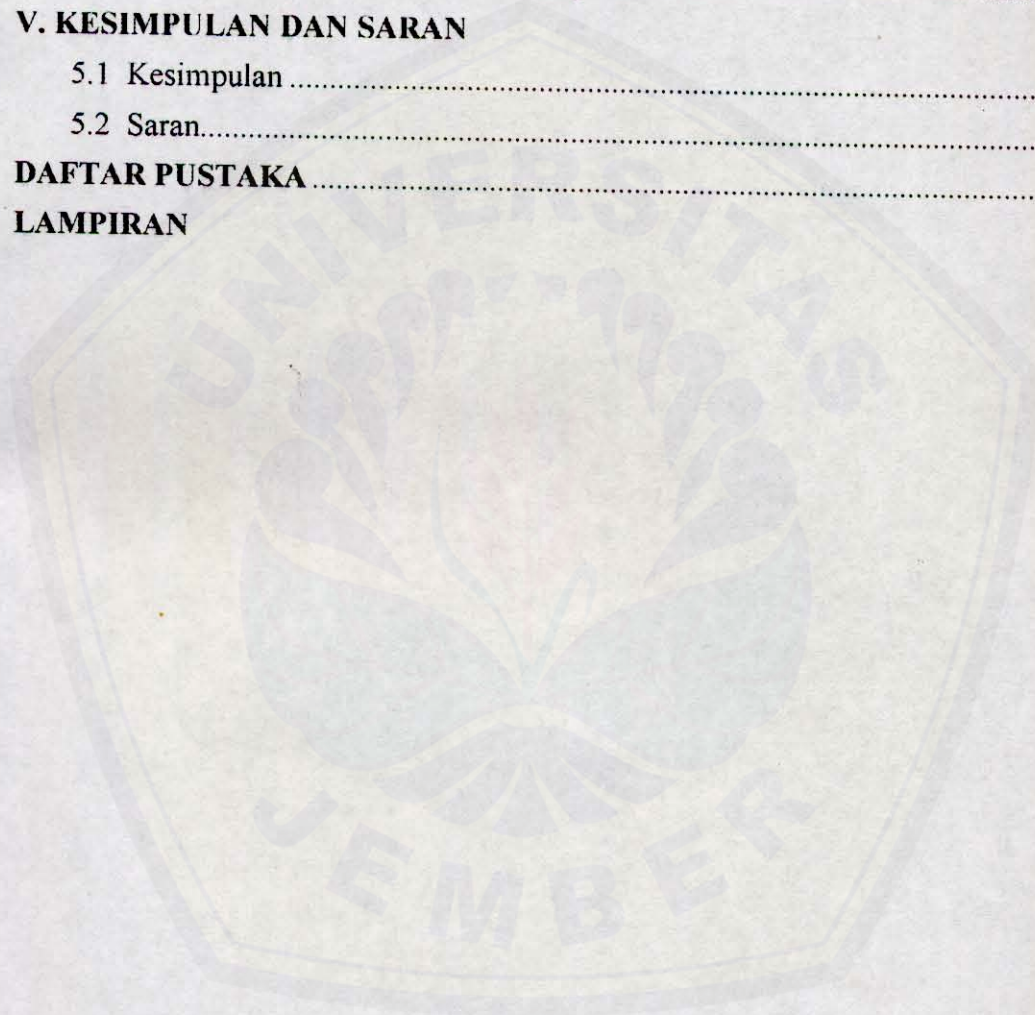 V. KESIMPULAN DAN SARAN
5.1 Kesimpulan ........................................................................................................
5.2 Saran........................................................................................................
DAFTAR PUSTAKA ........................................................................................................
LAMPIRAN
UNIVERSITAS
JEMBER